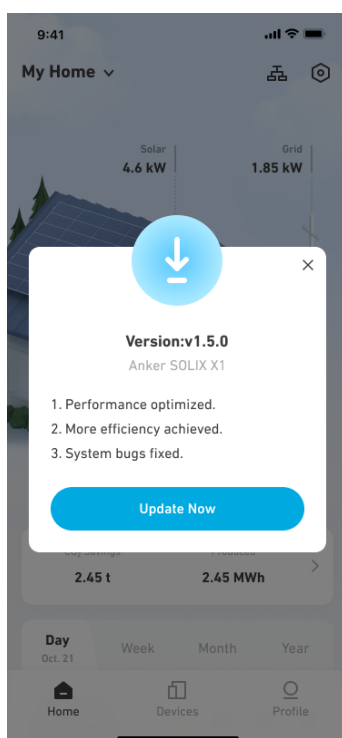 9:41
My Home
Solar
4.6 kW
Grid
1.85 kW
Version:v1.5.0
Anker SOLIX X1
1. Performance optimized.
2. More efficiency achieved.
3. System bugs fixed.
Update Now
Produced
2.45 t
2.45 MWh
Day
Oct. 21
Week
Month
Year
Home
Devices
Profile